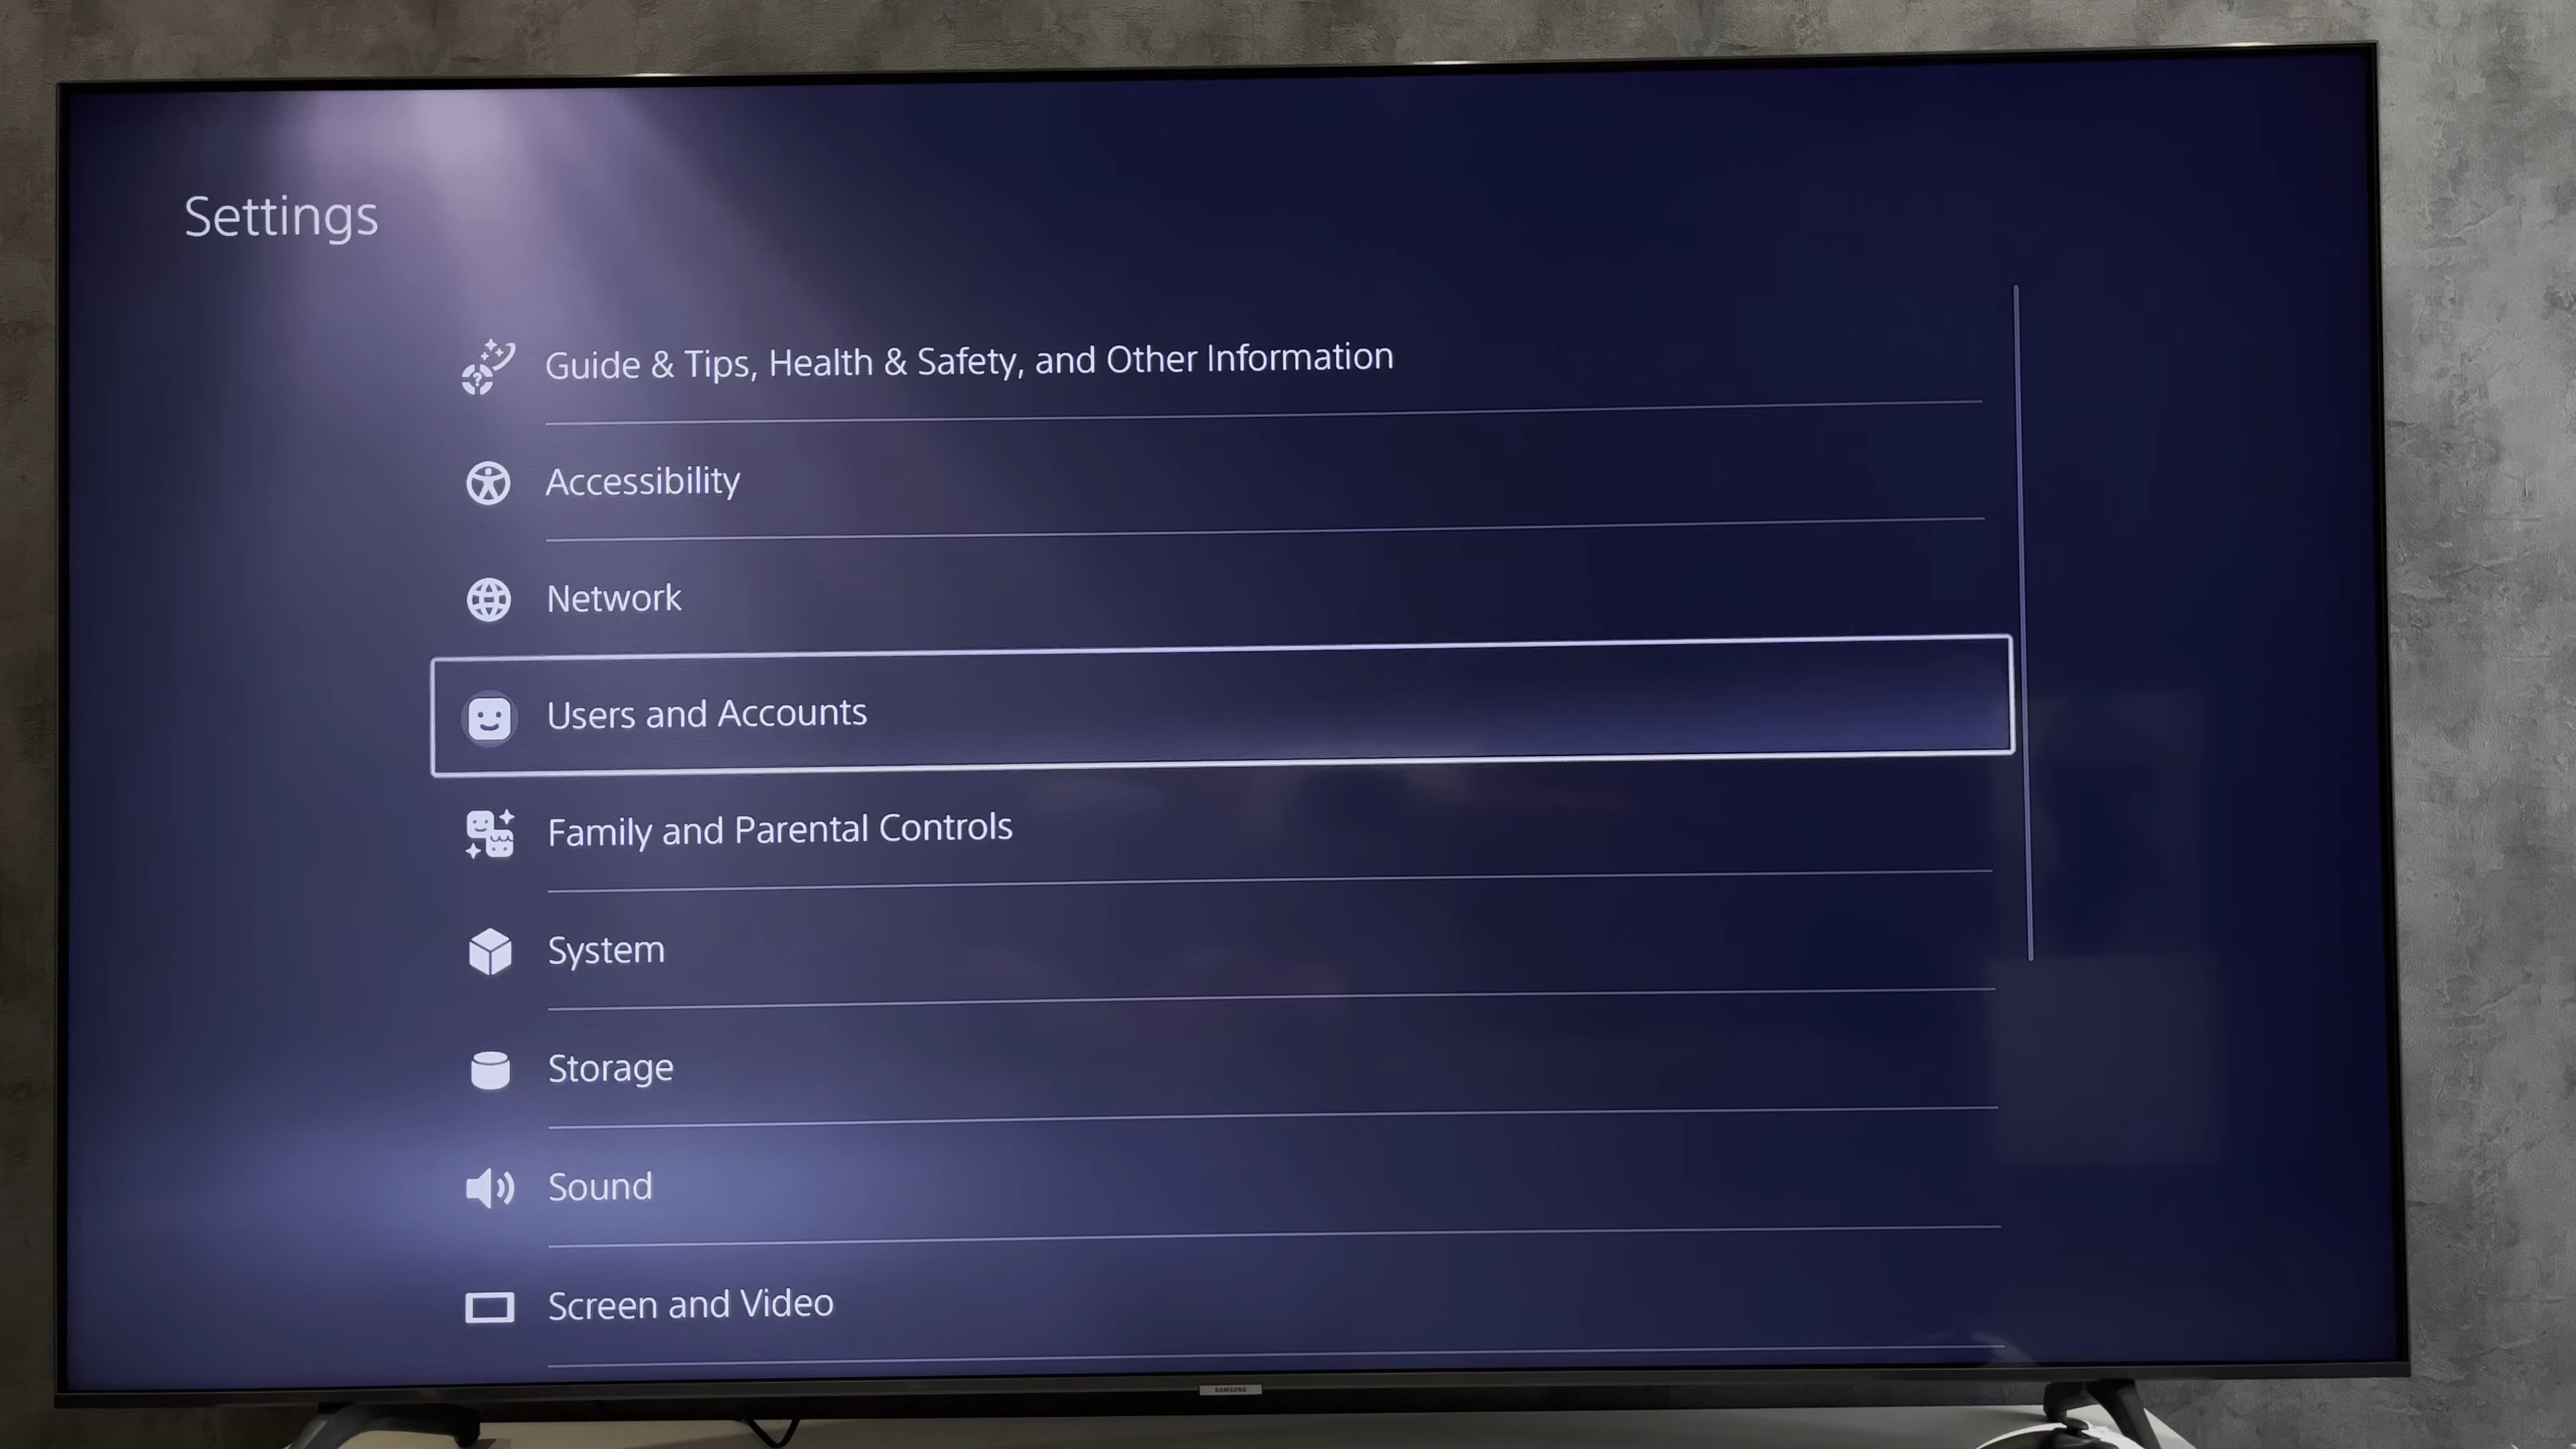 Settings
Guide & Tips, Health & Safety, and Other Information
Accessibility
Network
Users and Accounts
Family and Parental Controls
System
Storage
Sound
Screen and Video
SAMSUNG